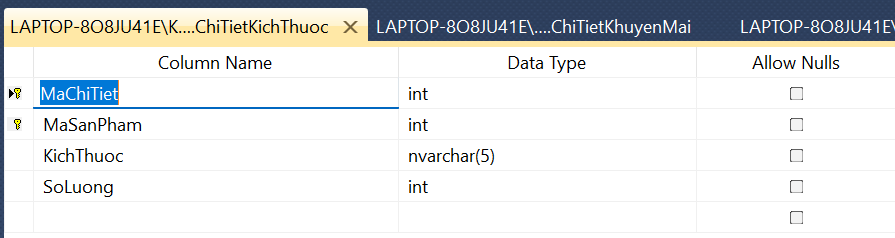 LAPTOP-8O8JU41E\K....ChiTietKichThuoc LAPTOP-8O8JU41E\....ChiTietKhuyenMai LAPTOP-8O8JU41E\
Column Name Data Type Allow Nulls
MaChiTiet int
MaSanPham int
KichThuoc nvarchar(5)
SoLuong int